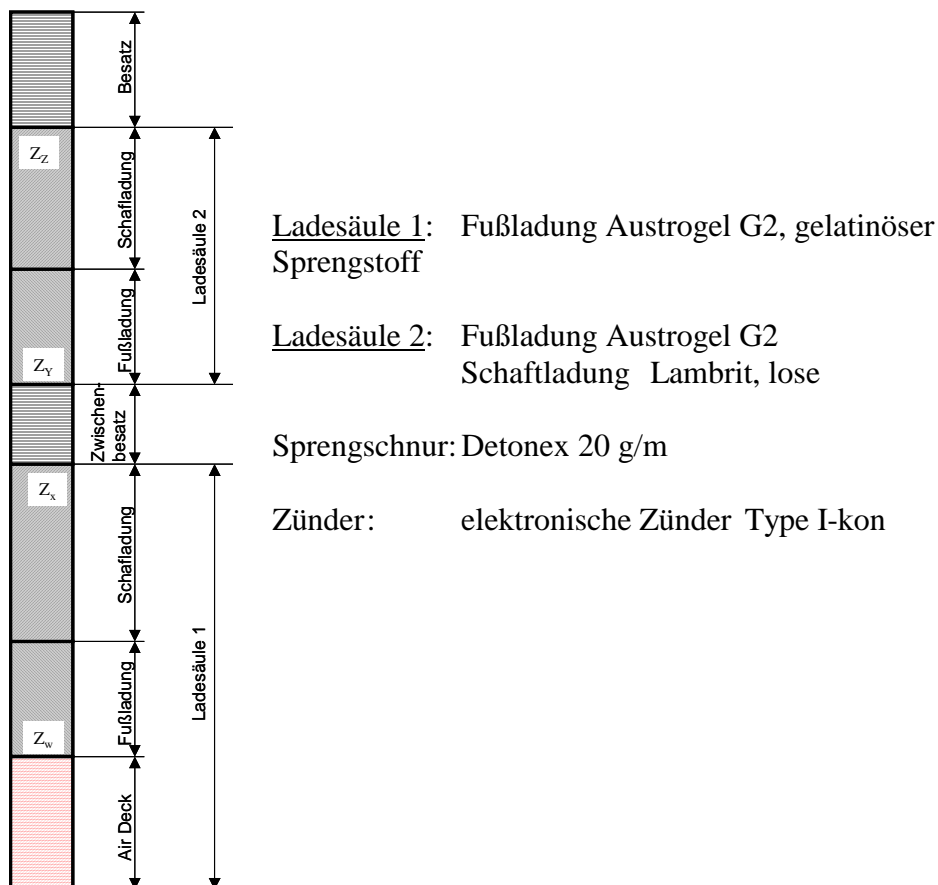 Besatz
Z_Z
Schafladung
Ladesäule 2
Fußladung
Z_Y
Zwischen-
besatz
Z_x
Schafladung
Ladesäule 1
Fußladung
Z_w
Air Deck
Ladesäule 1: Fußladung Austrogel G2, gelatinöser
Sprengstoff
Ladesäule 2: Fußladung Austrogel G2
Schaftladung Lambrit, lose
Sprengschnur: Detonex 20 g/m
Zünder: elektronische Zünder Type I-kon